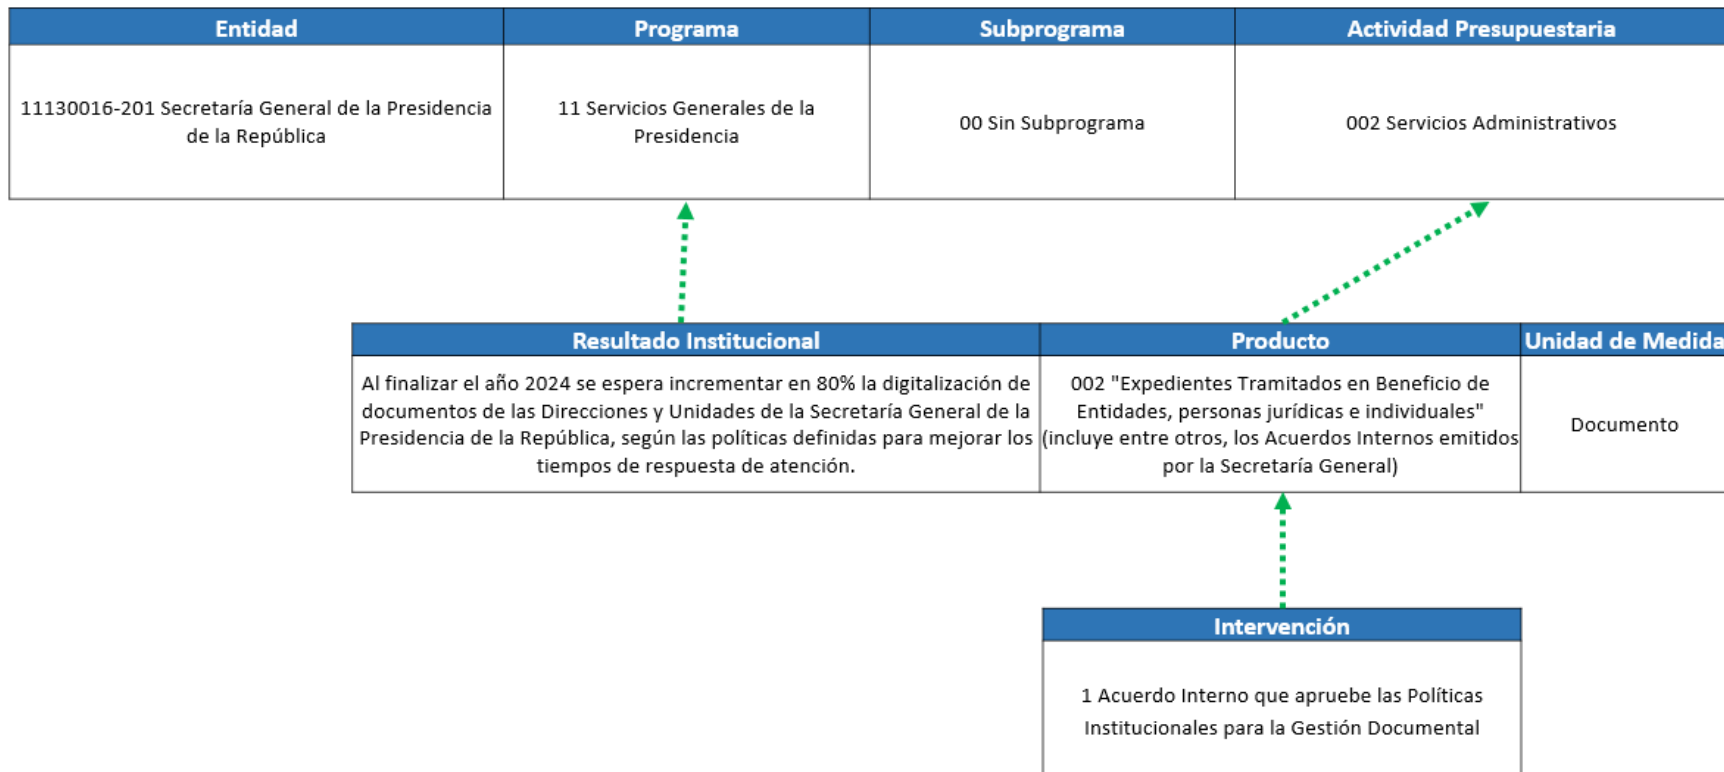 Entidad
Programa
Subprograma
Actividad Presupuestaria
11130016-201 Secretaría General de la Presidencia
de la República
11 Servicios Generales de la
Presidencia
00 Sin Subprograma
002 Servicios Administrativos
Resultado Institucional
Producto
Unidad de Medida
Al finalizar el año 2024 se espera incrementar en 80% la digitalización de
documentos de las Direcciones y Unidades de la Secretaría General de la
Presidencia de la República, según las políticas definidas para mejorar los
tiempos de respuesta de atención.
002 "Expedientes Tramitados en Beneficio de
Entidades, personas jurídicas e individuales"
(incluye entre otros, los Acuerdos Internos emitidos
por la Secretaría General)
Documento
Intervención
1 Acuerdo Interno que apruebe las Políticas
Institucionales para la Gestión Documental